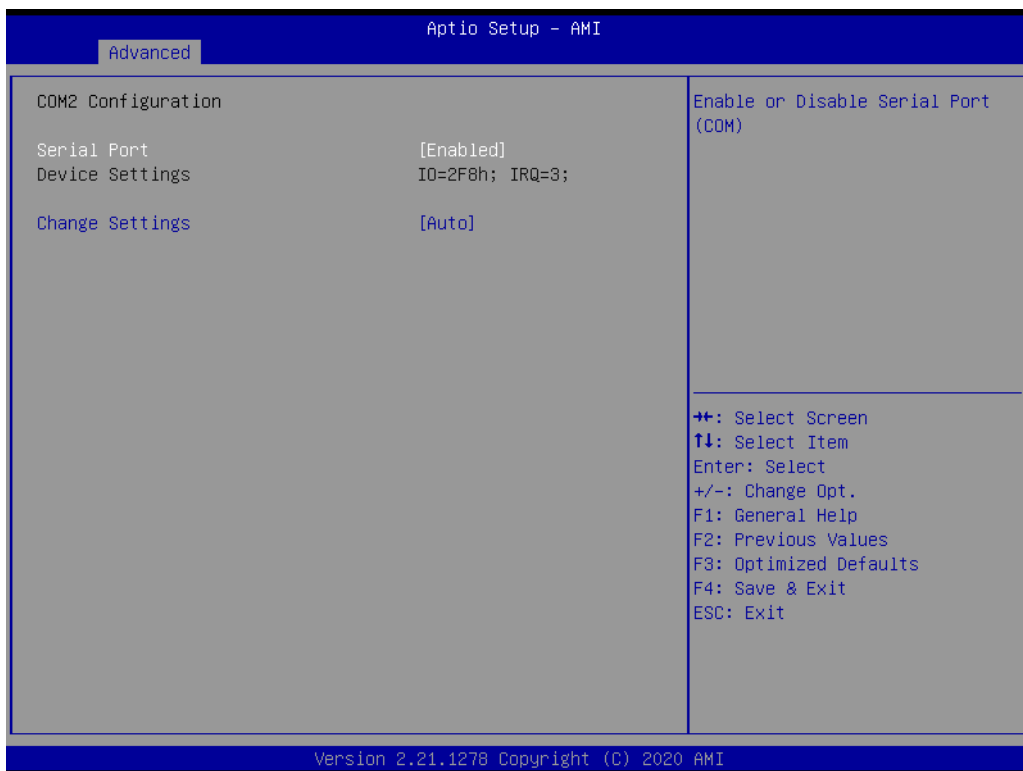 Aptio Setup – AMI
Advanced
COM2 Configuration
Serial Port [Enabled]
Device Settings IO=2F8h; IRQ=3;
Change Settings [Auto]
Enable or Disable Serial Port
(COM)
→←: Select Screen
↑↓: Select Item
Enter: Select
+/-: Change Opt.
F1: General Help
F2: Previous Values
F3: Optimized Defaults
F4: Save & Exit
ESC: Exit
Version 2.21.1278 Copyright (C) 2020 AMI